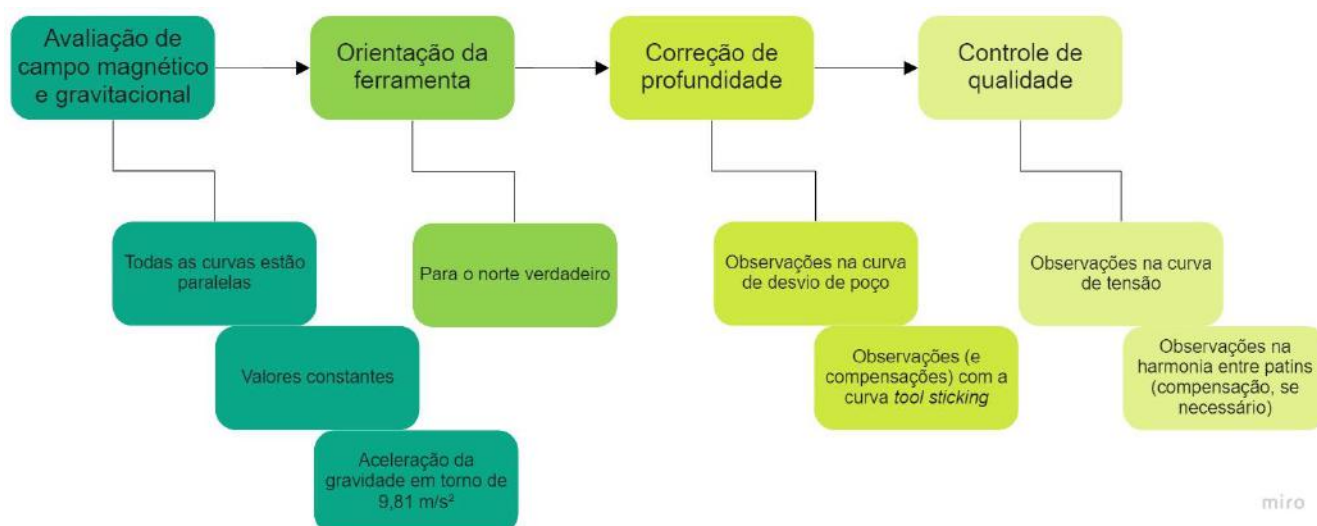 Avaliação de
campo magnético
e gravitacional
Orientação da
ferramenta
Correção de
profundidade
Controle de
qualidade
Todas as curvas estão
paralelas
Para o norte verdadeiro
Observações na curva
de desvio de poço
Observações na curva
de tensão
Valores constantes
Observações (e
compensações) com a
curva tool sticking
Observações na
harmonia entre patins
(compensação, se
necessário)
Aceleração da
gravidade em torno de
9,81 m/s²
miro